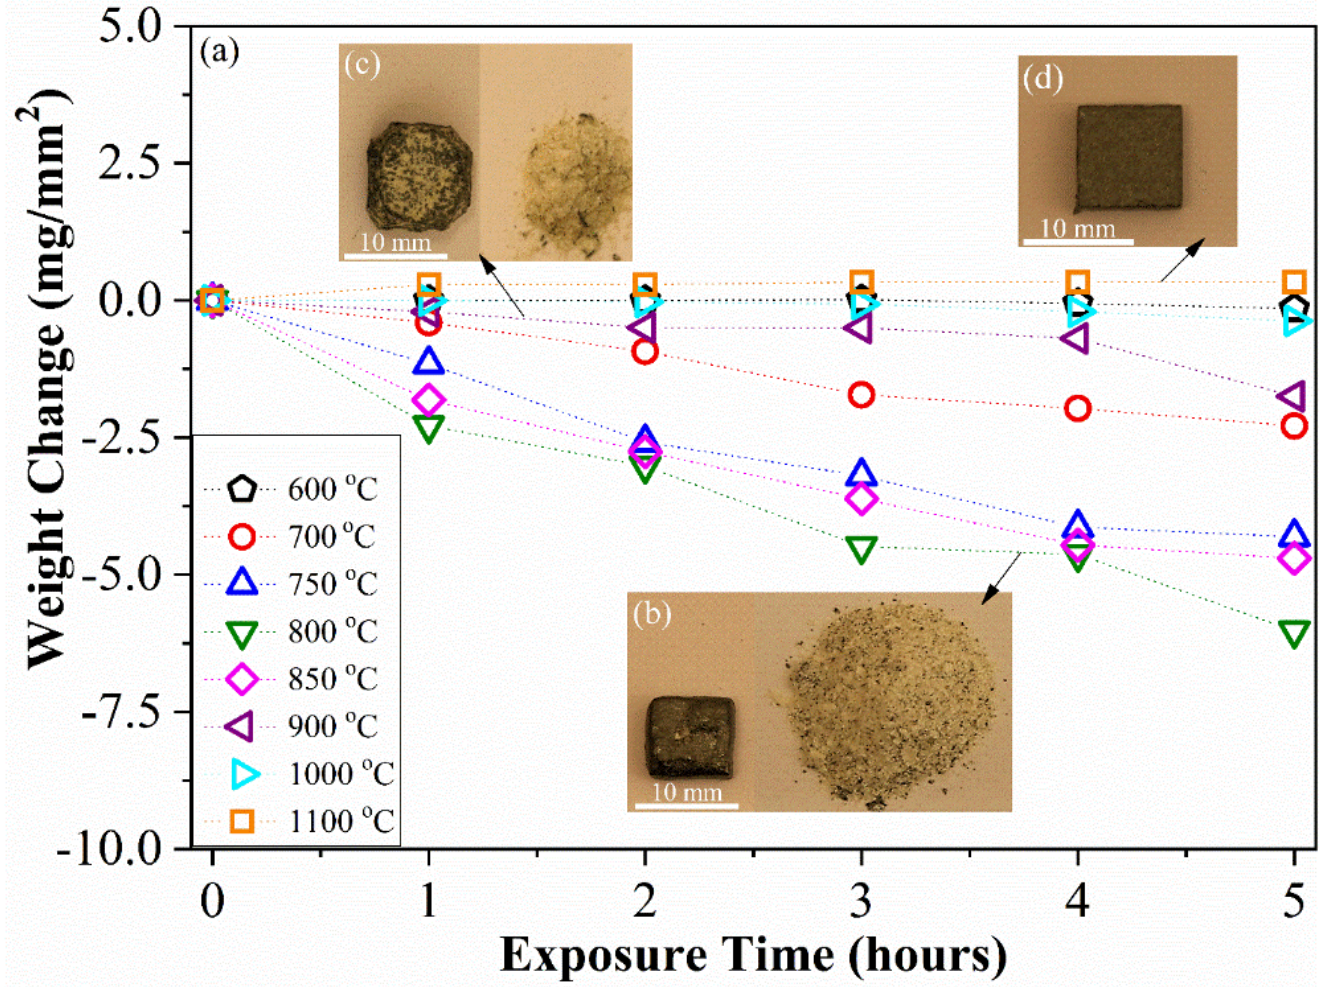 (a)
(c)
10 mm
(d)
10 mm
(b)
10 mm
Weight Change (mg/mm²)
5.0
2.5
0.0
-2.5
-5.0
-7.5
-10.0
600 °C
700 °C
750 °C
800 °C
850 °C
900 °C
1000 °C
1100 °C
0 1 2 3 4 5
Exposure Time (hours)